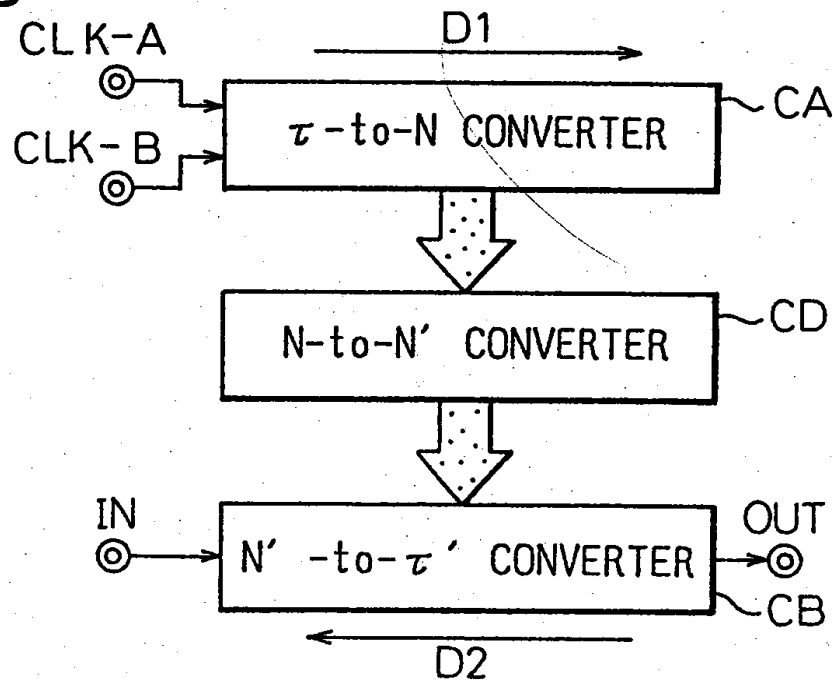 D1
CLK-A
CA
τ-to-N CONVERTER
CLK-B
CD
N-to-N′ CONVERTER
IN
OUT
N′ -to-τ′ CONVERTER
CB
D2